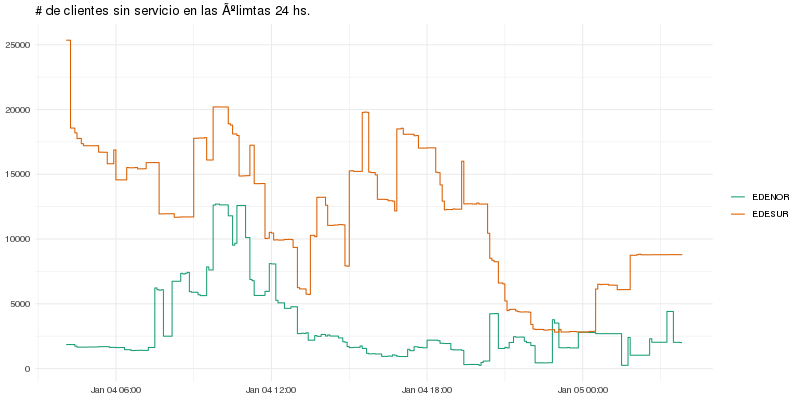 # de clientes sin servicio en las Ãºlimtas 24 hs.
25000
20000
15000
10000
5000
0
Jan 04 06:00
Jan 04 12:00
Jan 04 18:00
Jan 05 00:00
EDENOR
EDESUR